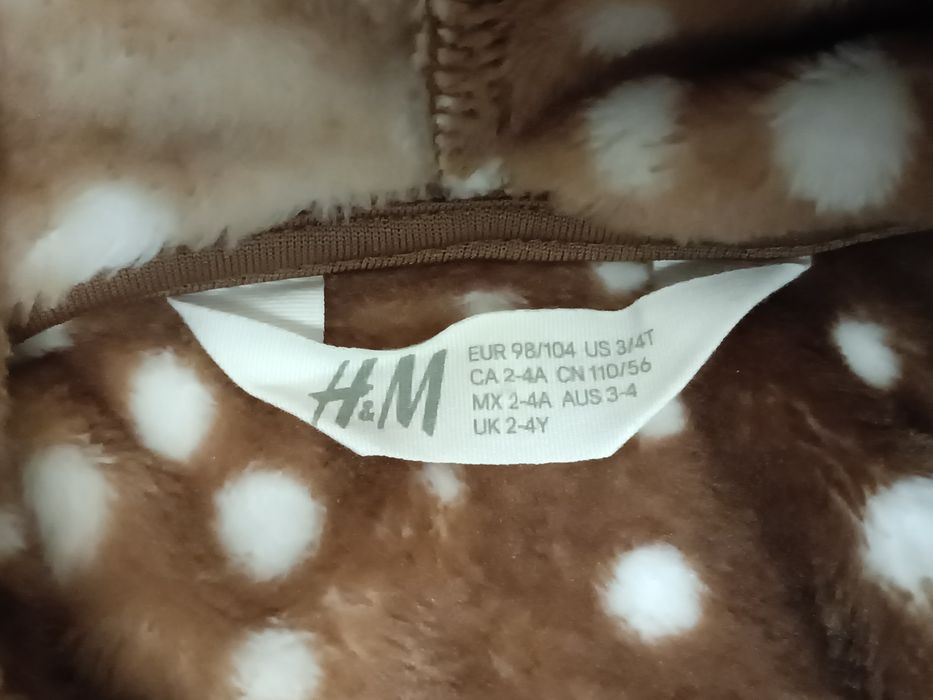 H&M
EUR 98/104 US 3/4T
CA 2-4A CN 110/56
MX 2-4A AUS 3-4
UK 2-4Y